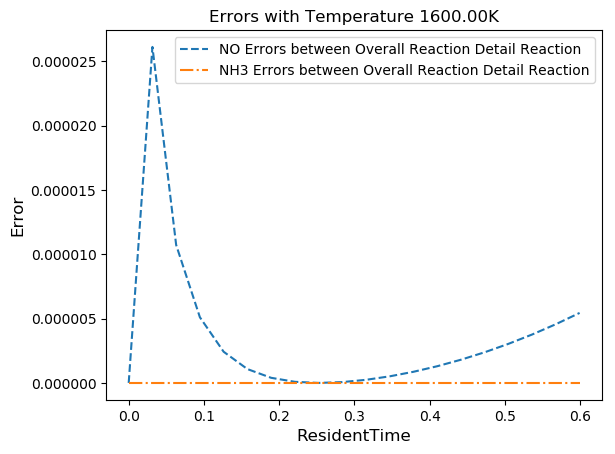 Errors with Temperature 1600.00K
NO Errors between Overall Reaction Detail Reaction
NH3 Errors between Overall Reaction Detail Reaction
Error
0.000025
0.000020
0.000015
0.000010
0.000005
0.000000
0.0 0.1 0.2 0.3 0.4 0.5 0.6
ResidentTime